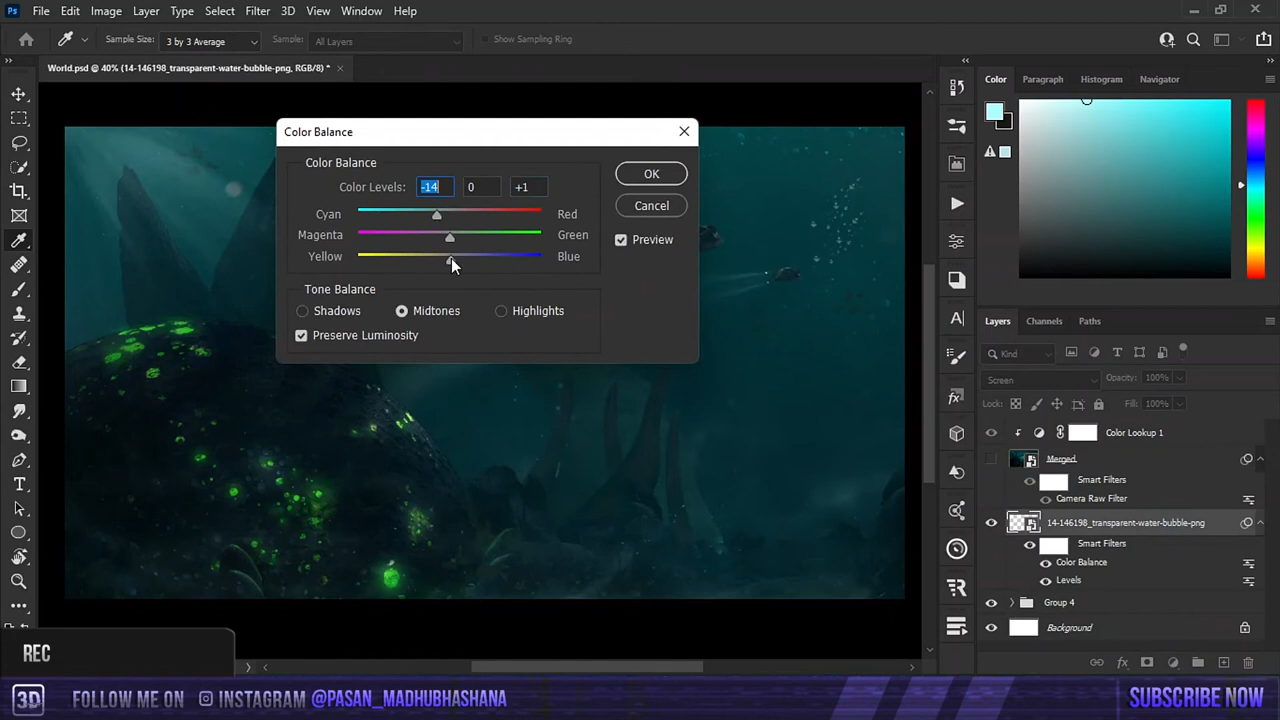 Ps File Edit Image Layer Type Select Filter 3D View Window Help
Sample Size: 3 by 3 Average Sample: All Layers Show Sampling Ring
World.psd @ 40% (14-146198_transparent-water-bubble-png, RGB/8) *
Color Paragraph Histogram Navigator
Color Balance
Color Balance
Color Levels: -14 0 +1
Cyan Red
Magenta Green
Yellow Blue
Tone Balance
Shadows Midtones Highlights
Preserve Luminosity
OK
Cancel
Preview
Layers Channels Paths
Kind
Screen Opacity: 100%
Lock: Fill: 100%
Color Lookup 1
Merged
Smart Filters
Camera Raw Filter
14-146198_transparent-water-bubble-png
Smart Filters
Color Balance
Levels
Group 4
Background
REC
3D FOLLOW ME ON INSTAGRAM @PASAN_MADHUBHASHANA SUBSCRIBE NOW